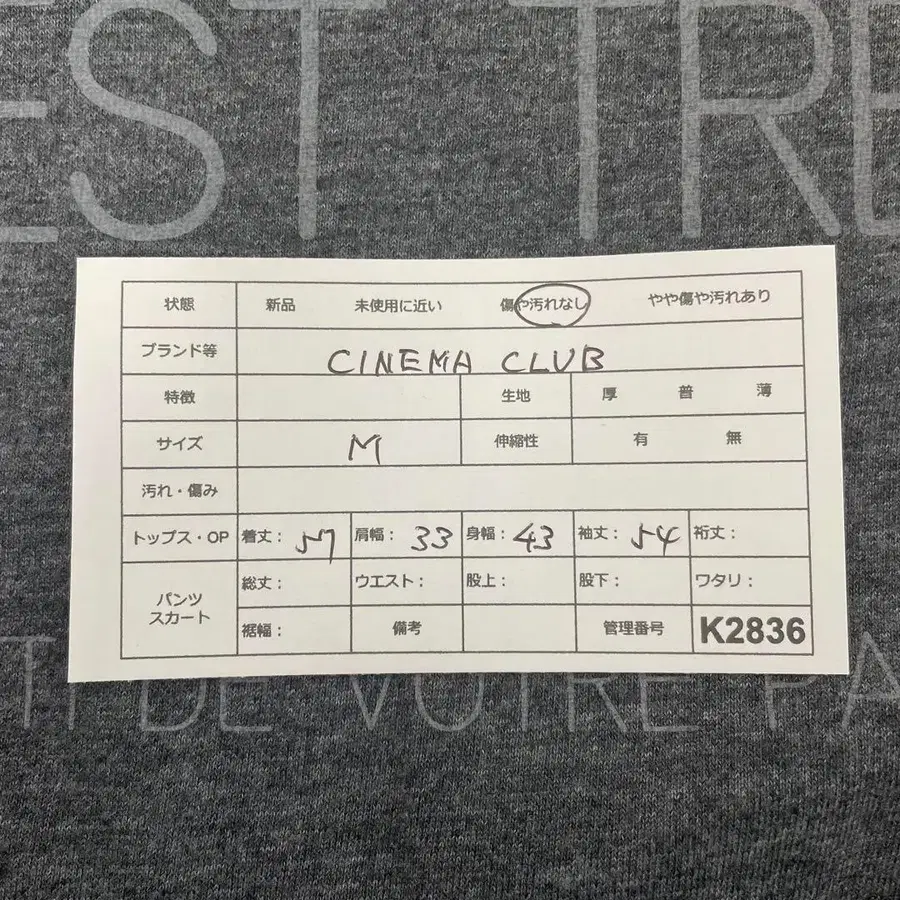 EST TRE
状態 新品 未使用に近い 傷や汚れなし やや傷や汚れあり
ブランド等 CINEMA CLUB
特徴 生地 厚 普 薄
サイズ M 伸縮性 有 無
汚れ・傷み
トップス・OP 着丈: 57 肩幅: 33 身幅: 43 袖丈: 54 裄丈:
パンツ スカート 総丈: ウエスト: 股上: 股下: ワタリ:
裾幅: 備考 管理番号 K2836
TI DE VOTRE PA